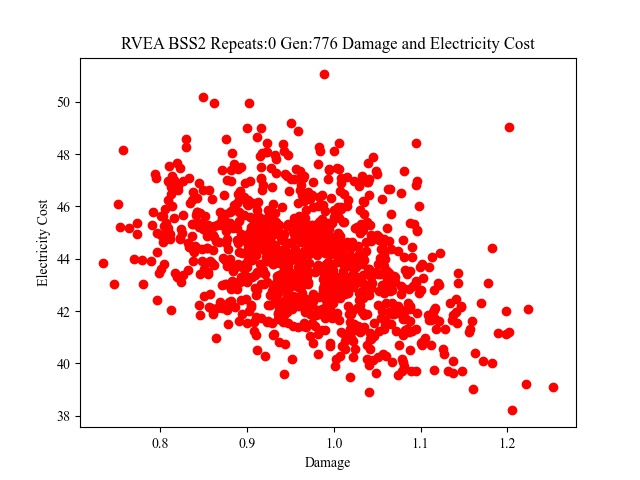 RVEA BSS2 Repeats:0 Gen:776 Damage and Electricity Cost
50
48
46
44
42
40
38
Electricity Cost
0.8 0.9 1.0 1.1 1.2
Damage